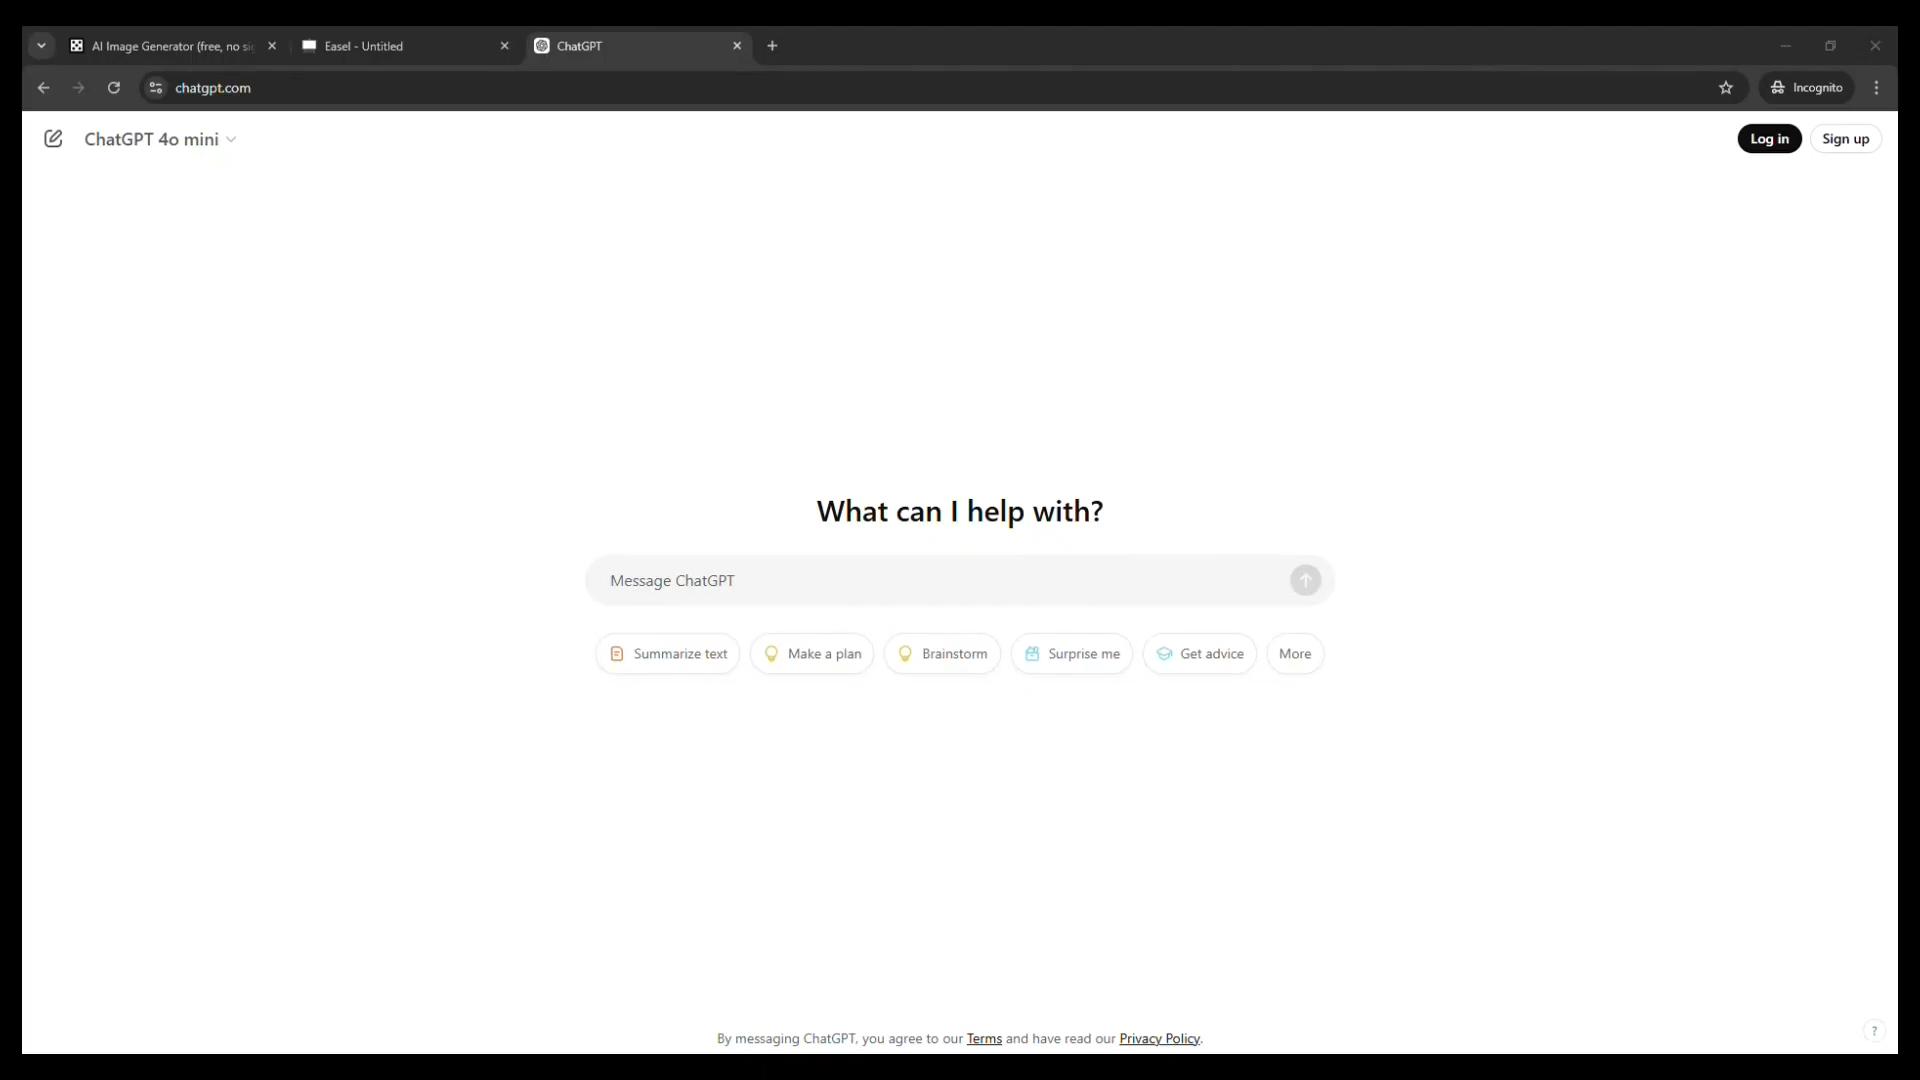 AI Image Generator (free, no si
Easel - Untitled
ChatGPT
chatgpt.com
Incognito
ChatGPT 4o mini
Log in
Sign up
What can I help with?
Message ChatGPT
Summarize text
Make a plan
Brainstorm
Surprise me
Get advice
More
By messaging ChatGPT, you agree to our Terms and have read our Privacy Policy.
?